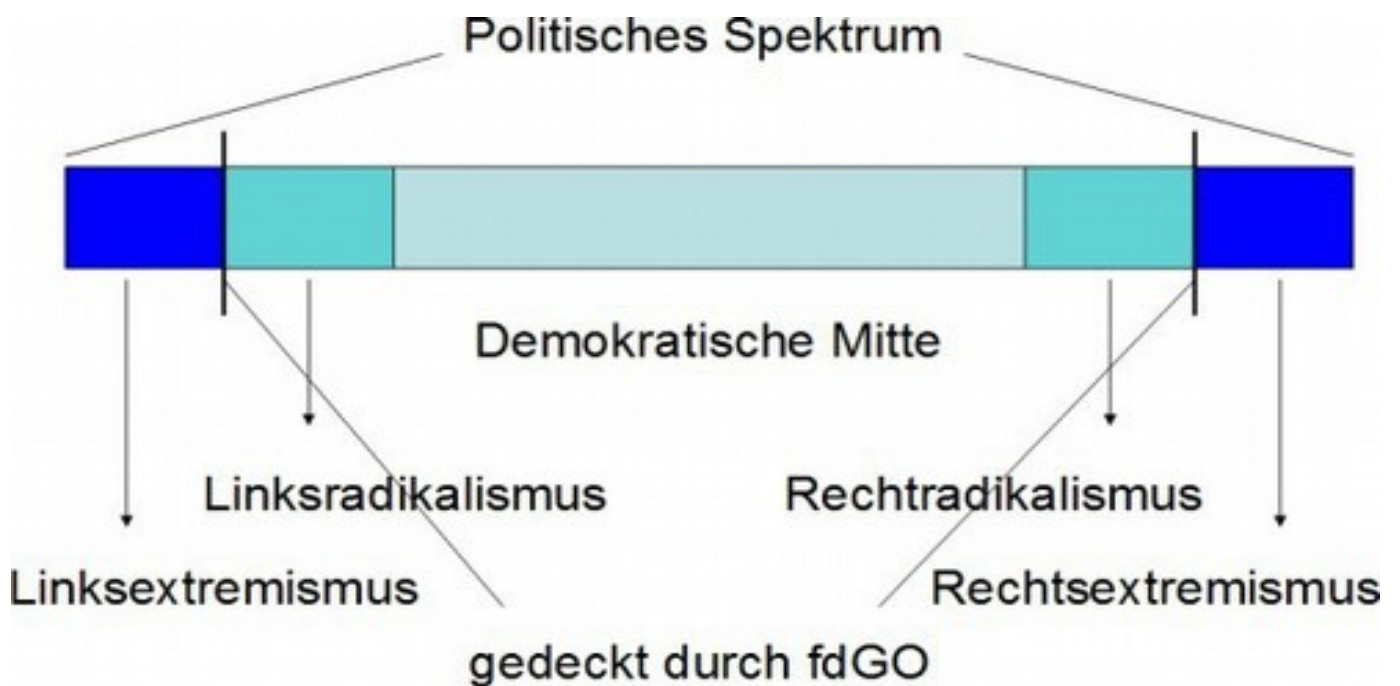 Politisches Spektrum
Demokratische Mitte
Linksradikalismus
Rechtradikalismus
Linksextremismus
Rechtsextremismus
gedeckt durch fdGO